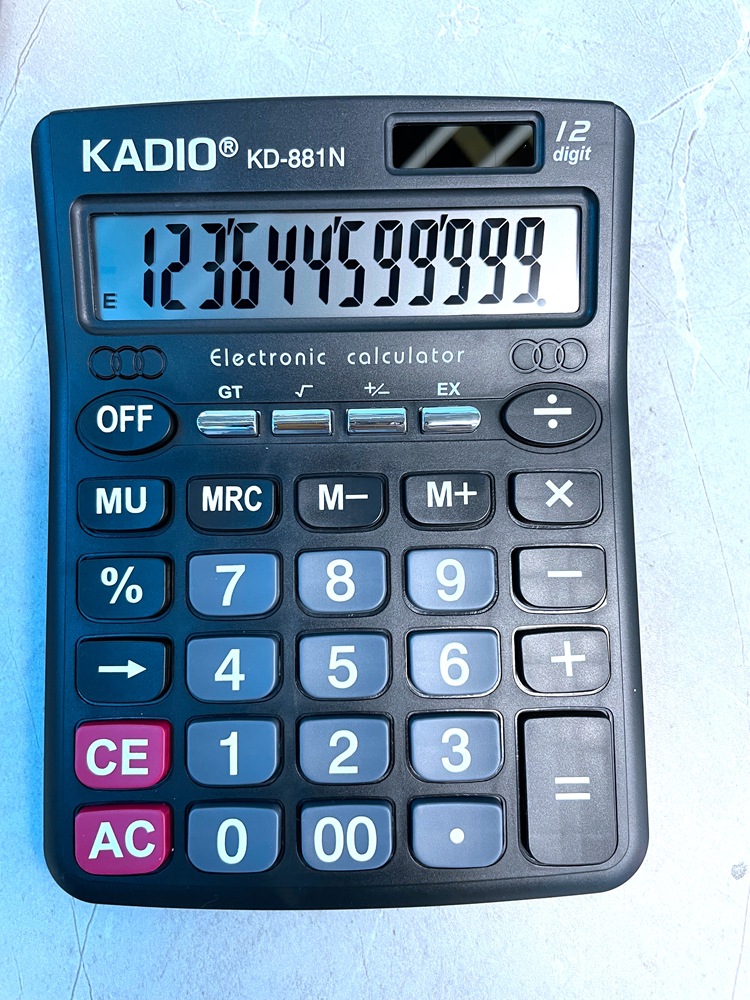 KADIO® KD-881N
12
digit
123'644'599'999.
E
Electronic calculator
GT √ +/− EX
OFF ÷
MU MRC M− M+ ×
% 7 8 9 −
→ 4 5 6 +
CE 1 2 3 =
AC 0 00 •